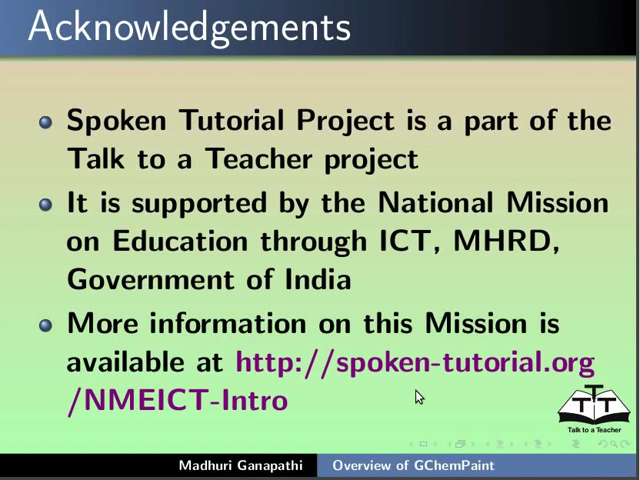 Acknowledgements
Spoken Tutorial Project is a part of the
Talk to a Teacher project
It is supported by the National Mission
on Education through ICT, MHRD,
Government of India
More information on this Mission is
available at http://spoken-tutorial.org
/NMEICT-Intro
TTT
Talk to a Teacher
Madhuri Ganapathi Overview of GChemPaint